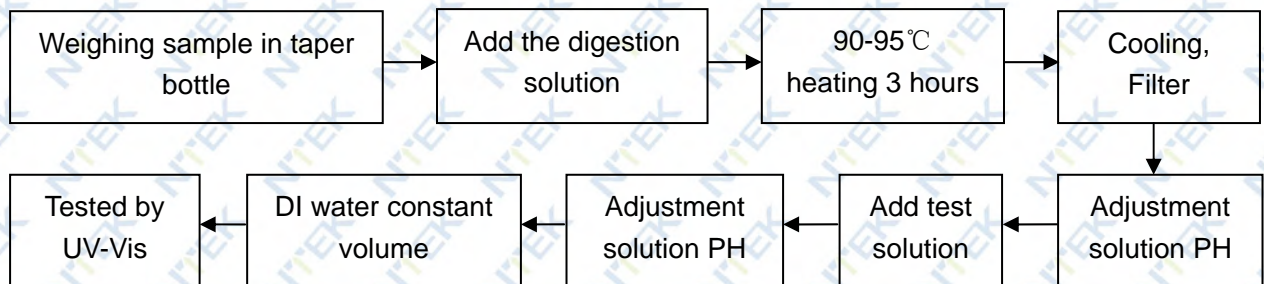 Weighing sample in taper
bottle
Add the digestion
solution
90-95℃
heating 3 hours
Cooling,
Filter
Adjustment
solution PH
Add test
solution
Adjustment
solution PH
DI water constant
volume
Tested by
UV-Vis